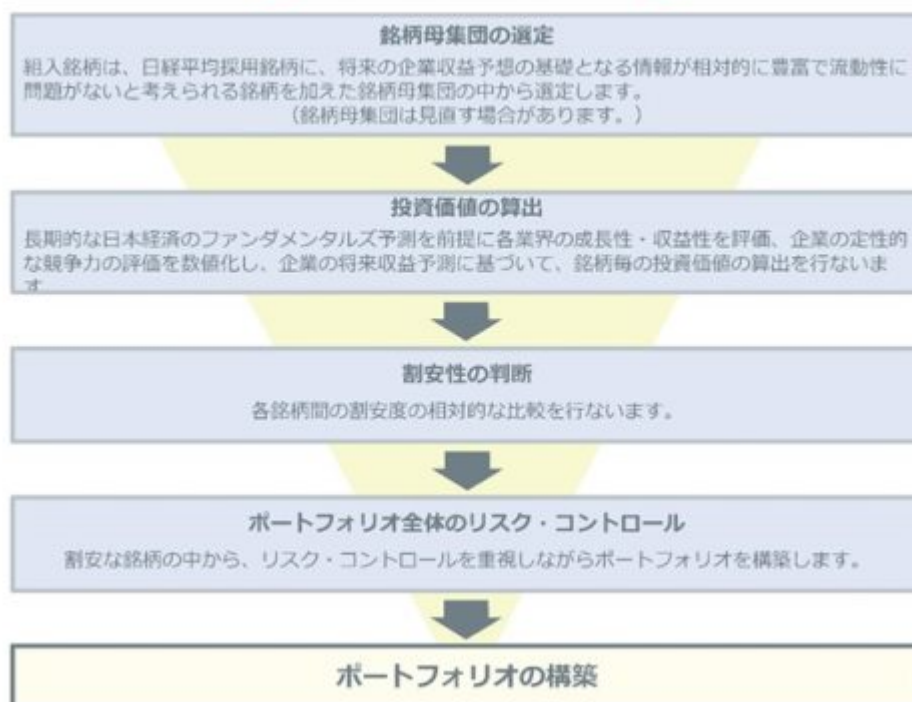 銘柄母集団の選定
組入銘柄は、日経平均採用銘柄に、将来の企業収益予想の基礎となる情報が相対的に豊富で流動性に
問題がないと考えられる銘柄を加えた銘柄母集団の中から選定します。
（銘柄母集団は見直す場合があります。）
投資価値の算出
長期的な日本経済のファンダメンタルズ予測を前提に各業界の成長性・収益性を評価、企業の定性的
な競争力の評価を数値化し、企業の将来収益予測に基づいて、銘柄毎の投資価値の算出を行ないま
す
割安性の判断
各銘柄間の割安度の相対的な比較を行ないます。
ポートフォリオ全体のリスク・コントロール
割安な銘柄の中から、リスク・コントロールを重視しながらポートフォリオを構築します。
ポートフォリオの構築